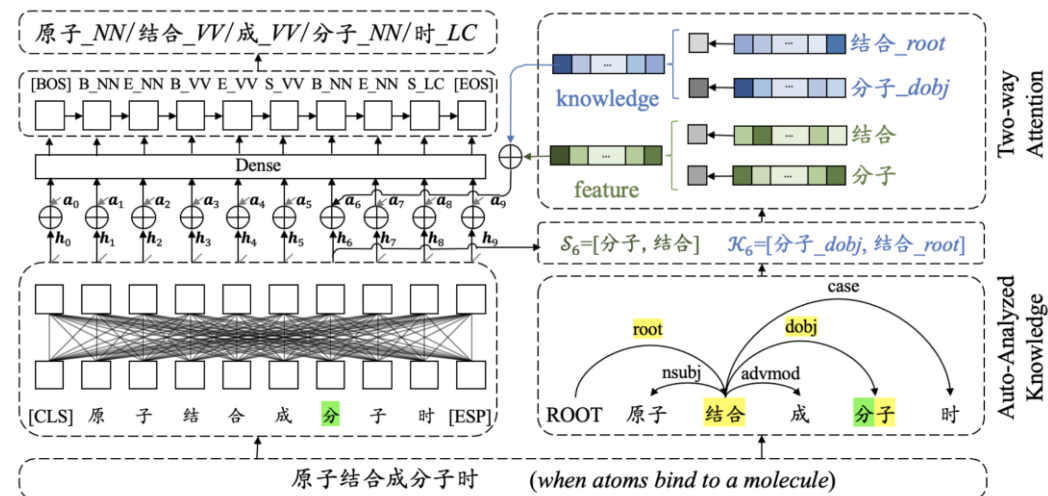 原子_NN/结合_VV/成_VV/分子_NN/时_LC
[BOS] B_NN E_NN B_VV E_VV S_VV B_NN E_NN S_LC [EOS]
Dense
a₀ a₁ a₂ a₃ a₄ a₅ a₆ a₇ a₈ a₉
h₀ h₁ h₂ h₃ h₄ h₅ h₆ h₇ h₈ h₉
[CLS] 原 子 结 合 成 分 子 时 [ESP]
knowledge
... ... 结合_root
... 分子_dobj
feature
... ... 结合
... 分子
Two-way
Attention
S₆=[分子, 结合] K₆=[分子_dobj, 结合_root]
case
root dobj
nsubj advmod
ROOT 原子 结合 成 分子 时
Auto-Analyzed
Knowledge
原子结合成分子时 (when atoms bind to a molecule)